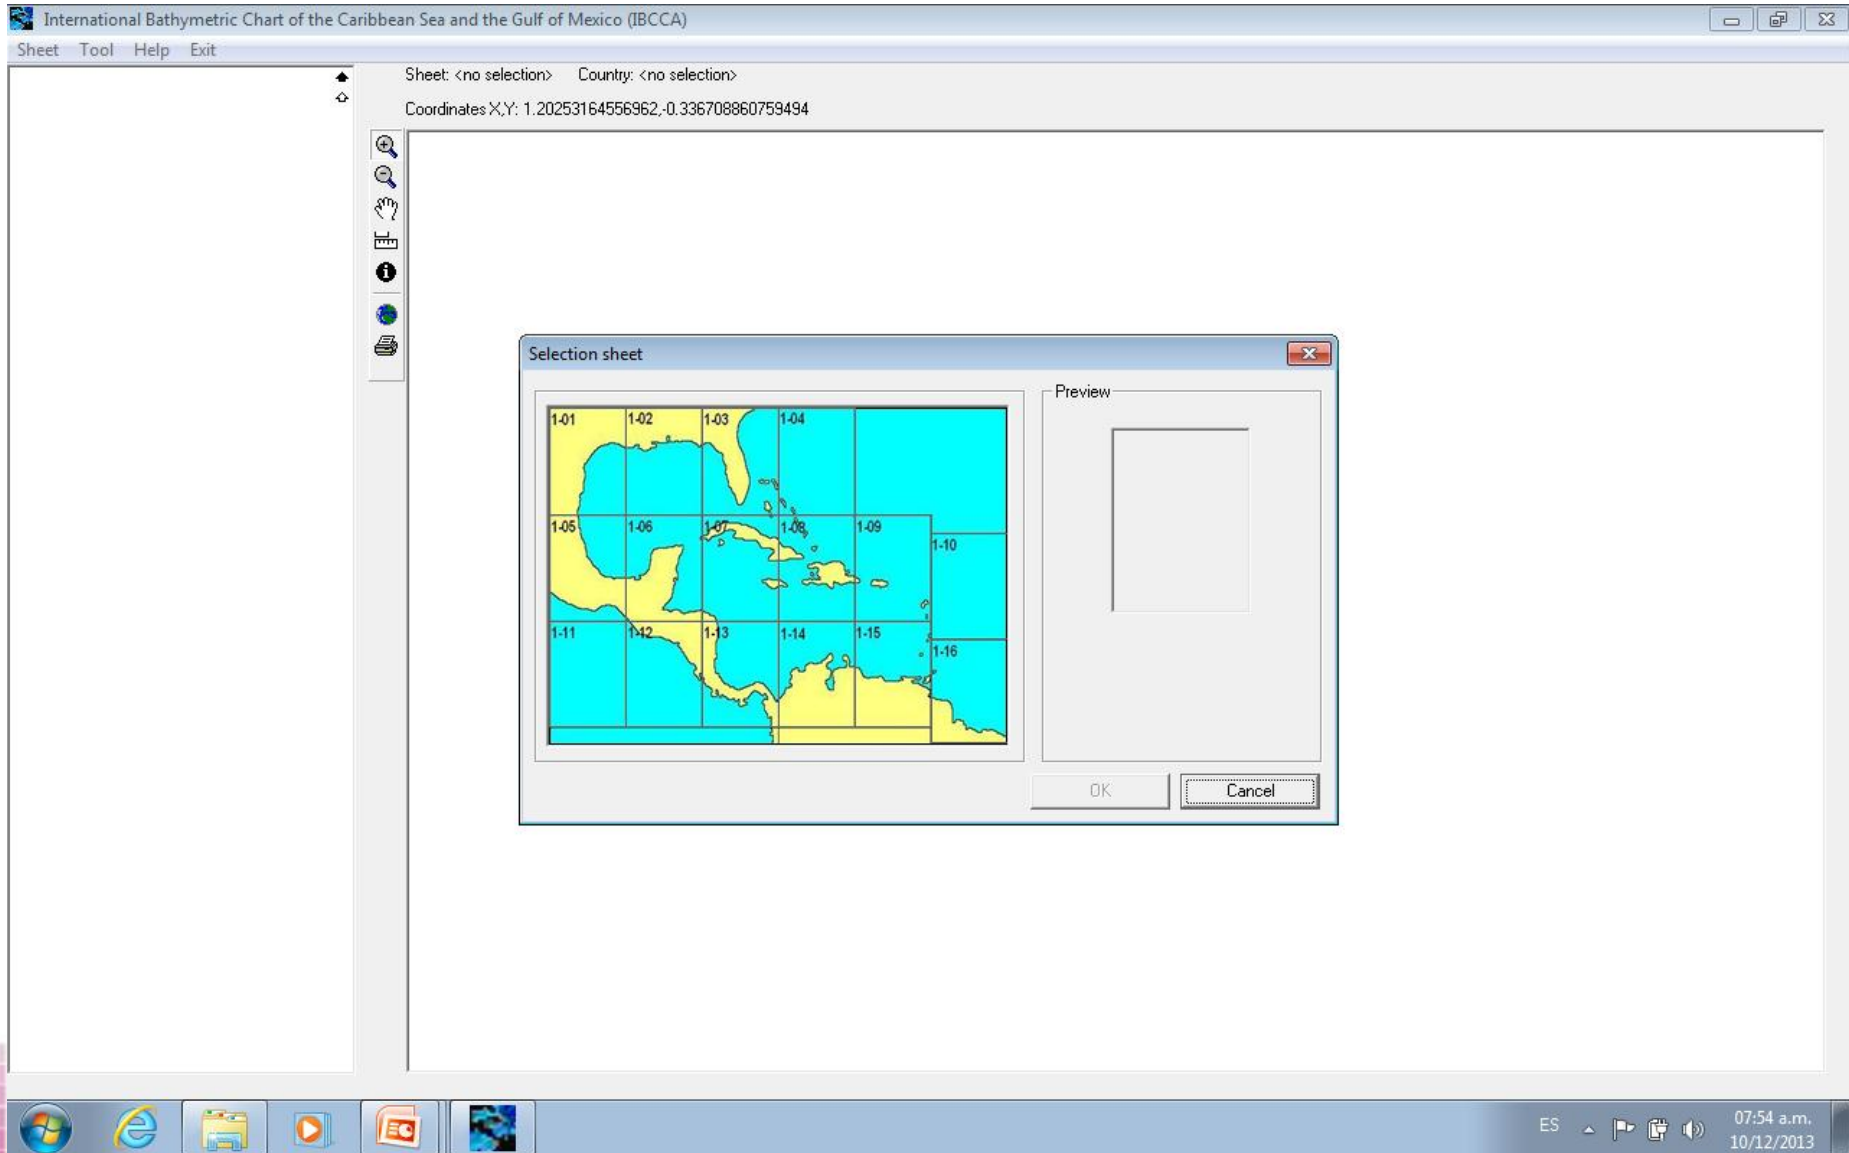 International Bathymetric Chart of the Caribbean Sea and the Gulf of Mexico (IBCCA)
Sheet Tool Help Exit
Sheet: <no selection> Country: <no selection>
Coordinates X,Y: 1.20253164556962,-0.336708860759494
Selection sheet
Preview
1-01 1-02 1-03 1-04
1-05 1-06 1-07 1-08 1-09
1-10
1-11 1-12 1-13 1-14 1-15
1-16
OK Cancel
ES
07:54 a.m.
10/12/2013